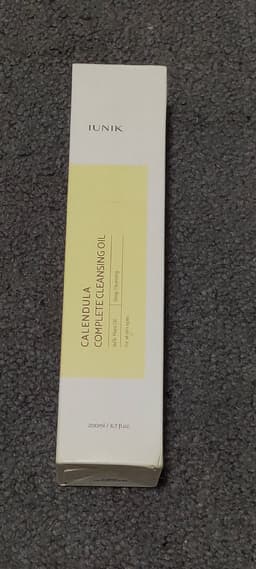 IUNIK
CALENDULA
COMPLETE CLEANSING OIL
Deep Cleansing
200ml / 6.7 fl.oz.